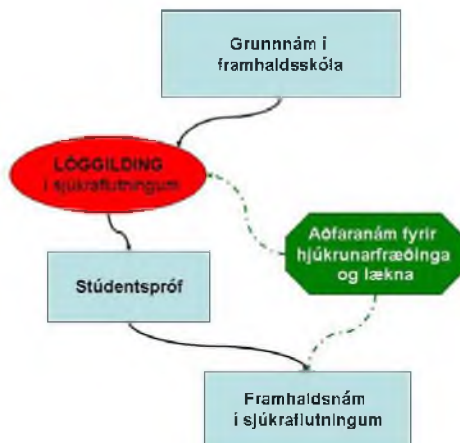 Grunnnám í
framhaldsskóla
LÖGGILDING
í sjúkraflutningum
Aðfaranám fyrir
hjúkrunarfræðinga
og lækna
Stúdentspróf
Framhaldsnám
í sjúkraflutningum